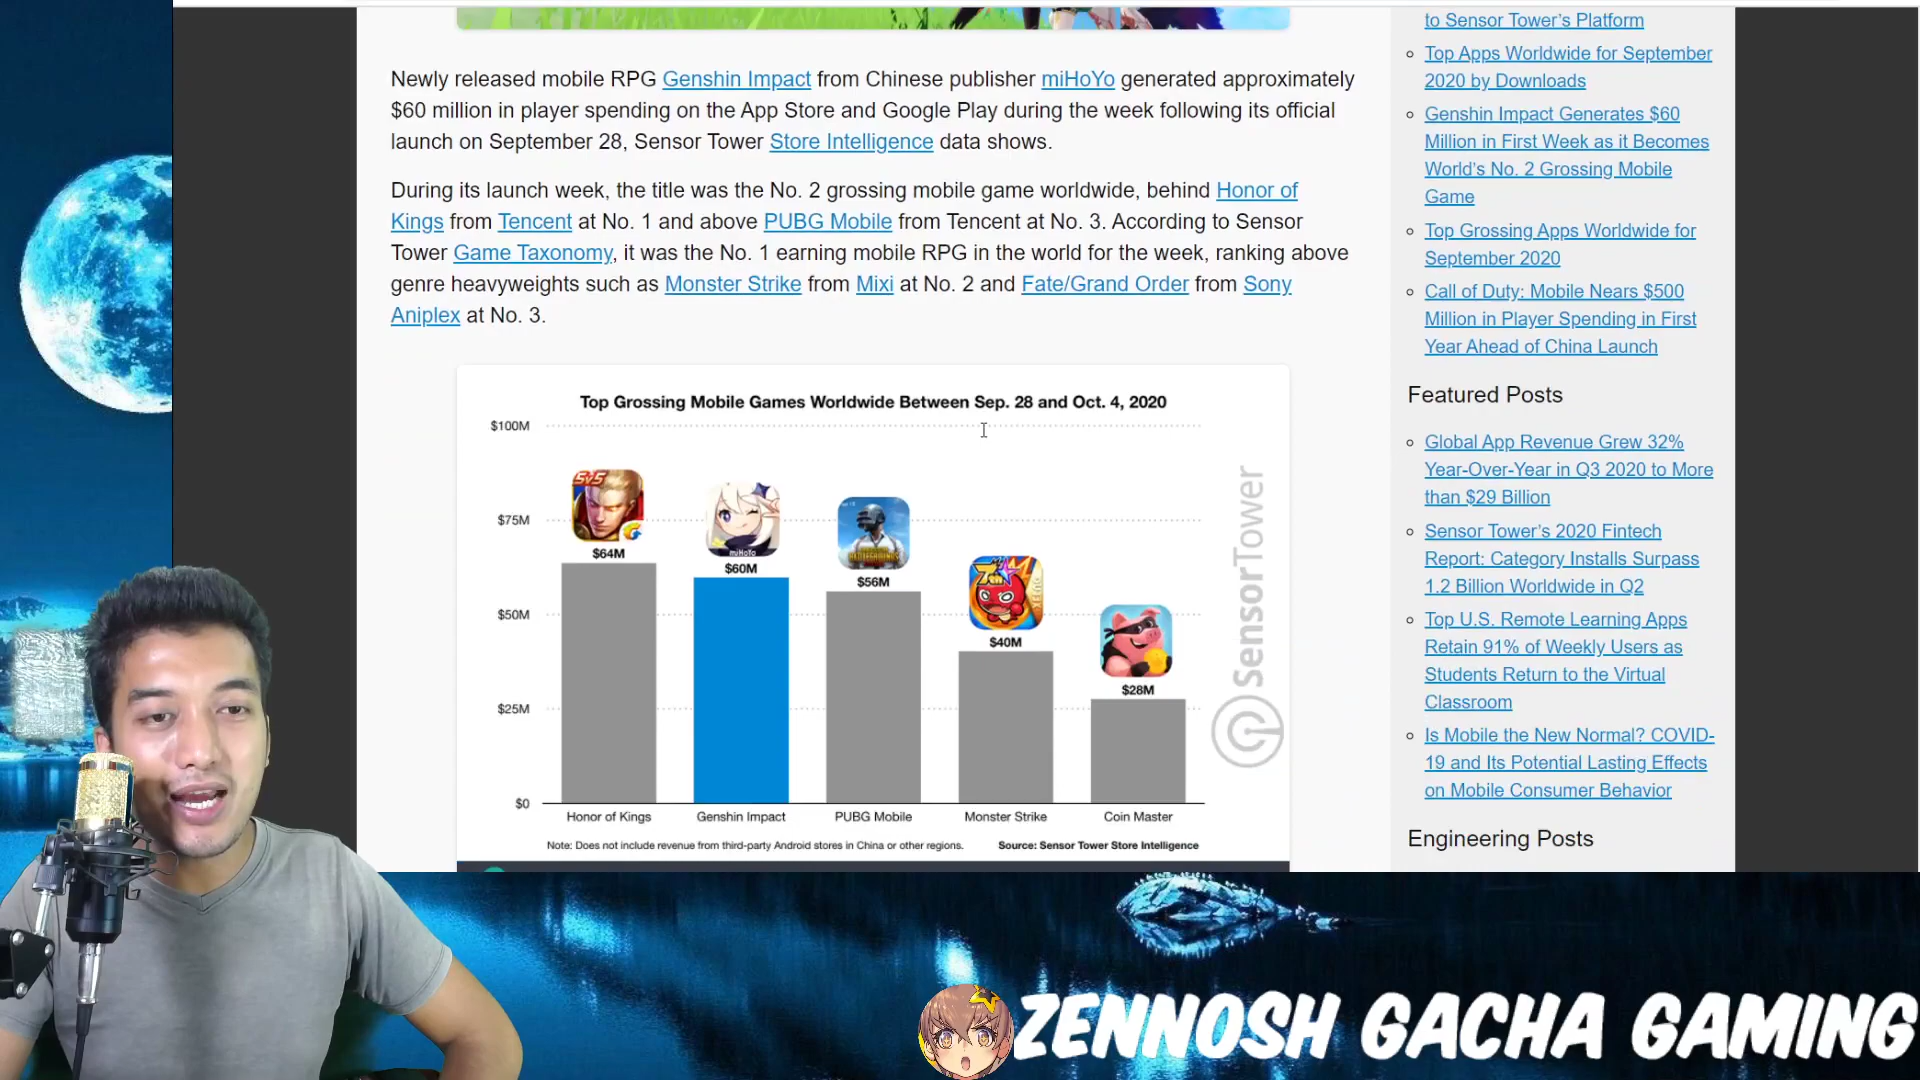 Newly released mobile RPG Genshin Impact from Chinese publisher miHoYo generated approximately
$60 million in player spending on the App Store and Google Play during the week following its official
launch on September 28, Sensor Tower Store Intelligence data shows.
During its launch week, the title was the No. 2 grossing mobile game worldwide, behind Honor of
Kings from Tencent at No. 1 and above PUBG Mobile from Tencent at No. 3. According to Sensor
Tower Game Taxonomy, it was the No. 1 earning mobile RPG in the world for the week, ranking above
genre heavyweights such as Monster Strike from Mixi at No. 2 and Fate/Grand Order from Sony
Aniplex at No. 3.
Top Grossing Mobile Games Worldwide Between Sep. 28 and Oct. 4, 2020
$100M
$75M
$50M
$25M
$0
5v5
miHoYo
$64M
$60M
$56M
$40M
$28M
Honor of Kings
Genshin Impact
PUBG Mobile
Monster Strike
Coin Master
SensorTower
Note: Does not include revenue from third-party Android stores in China or other regions.
Source: Sensor Tower Store Intelligence
to Sensor Tower's Platform
Top Apps Worldwide for September
2020 by Downloads
Genshin Impact Generates $60
Million in First Week as it Becomes
World's No. 2 Grossing Mobile
Game
Top Grossing Apps Worldwide for
September 2020
Call of Duty: Mobile Nears $500
Million in Player Spending in First
Year Ahead of China Launch
Featured Posts
Global App Revenue Grew 32%
Year-Over-Year in Q3 2020 to More
than $29 Billion
Sensor Tower's 2020 Fintech
Report: Category Installs Surpass
1.2 Billion Worldwide in Q2
Top U.S. Remote Learning Apps
Retain 91% of Weekly Users as
Students Return to the Virtual
Classroom
Is Mobile the New Normal? COVID-
19 and Its Potential Lasting Effects
on Mobile Consumer Behavior
Engineering Posts
ZENNOSH GACHA GAMING